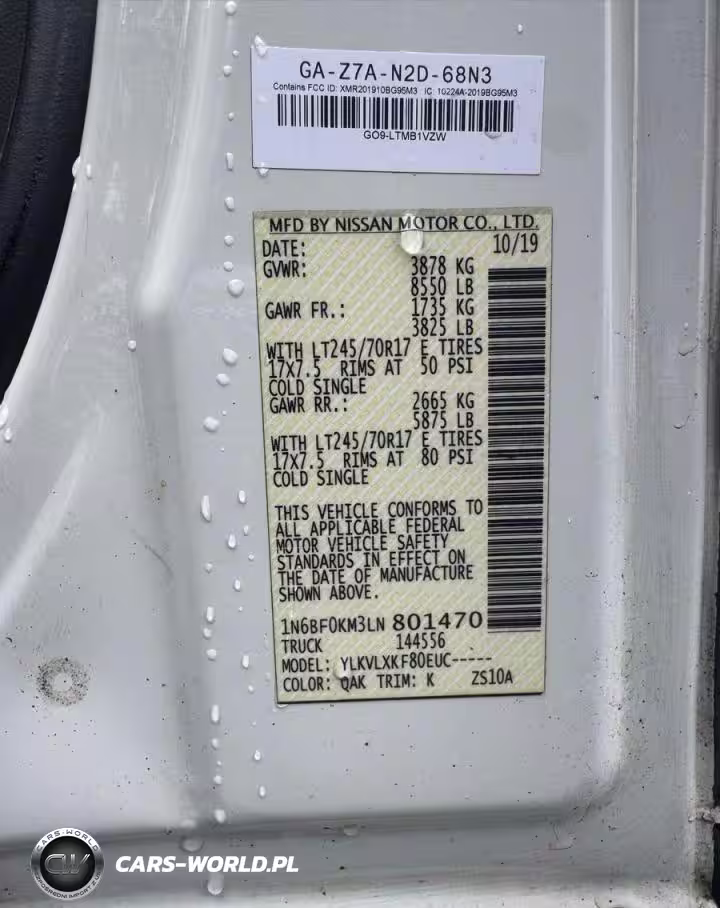 GA-Z7A-N2D-68N3
Contains FCC ID: XMR201910BG95M3 IC: 10224A-2019BG95M3
GO9-LTMB1VZW
MFD BY NISSAN MOTOR CO., LTD.
DATE: 10/19
GVWR: 3878 KG
8550 LB
GAWR FR.: 1735 KG
3825 LB
WITH LT245/70R17 E TIRES
17X7.5 RIMS AT 50 PSI
COLD SINGLE
GAWR RR.: 2665 KG
5875 LB
WITH LT245/70R17 E TIRES
17X7.5 RIMS AT 80 PSI
COLD SINGLE
THIS VEHICLE CONFORMS TO
ALL APPLICABLE FEDERAL
MOTOR VEHICLE SAFETY
STANDARDS IN EFFECT ON
THE DATE OF MANUFACTURE
SHOWN ABOVE.
1N6BF0KM3LN 801470
TRUCK 144556
MODEL: YLKVLXKF80EUC-----
COLOR: QAK TRIM: K ZS10A
CARS-WORLD
CARS-WORLD.PL